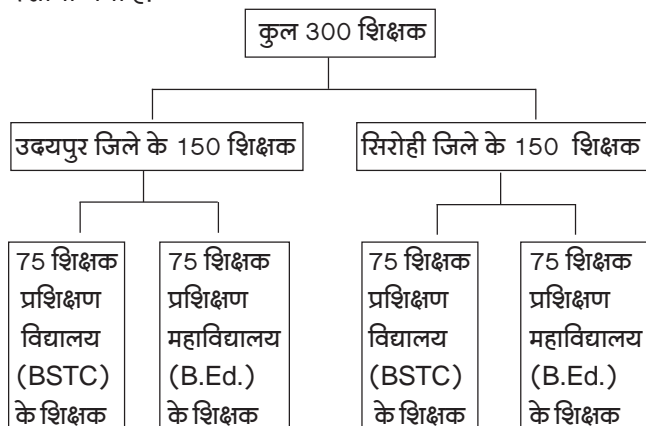 कुल 300 शिक्षक
उदयपुर जिले के 150 शिक्षक
सिरोही जिले के 150 शिक्षक
75 शिक्षक
प्रशिक्षण
विद्यालय
(BSTC)
के शिक्षक
75 शिक्षक
प्रशिक्षण
महाविद्यालय
(B.Ed.)
के शिक्षक
75 शिक्षक
प्रशिक्षण
विद्यालय
(BSTC)
के शिक्षक
75 शिक्षक
प्रशिक्षण
महाविद्यालय
(B.Ed.)
के शिक्षक